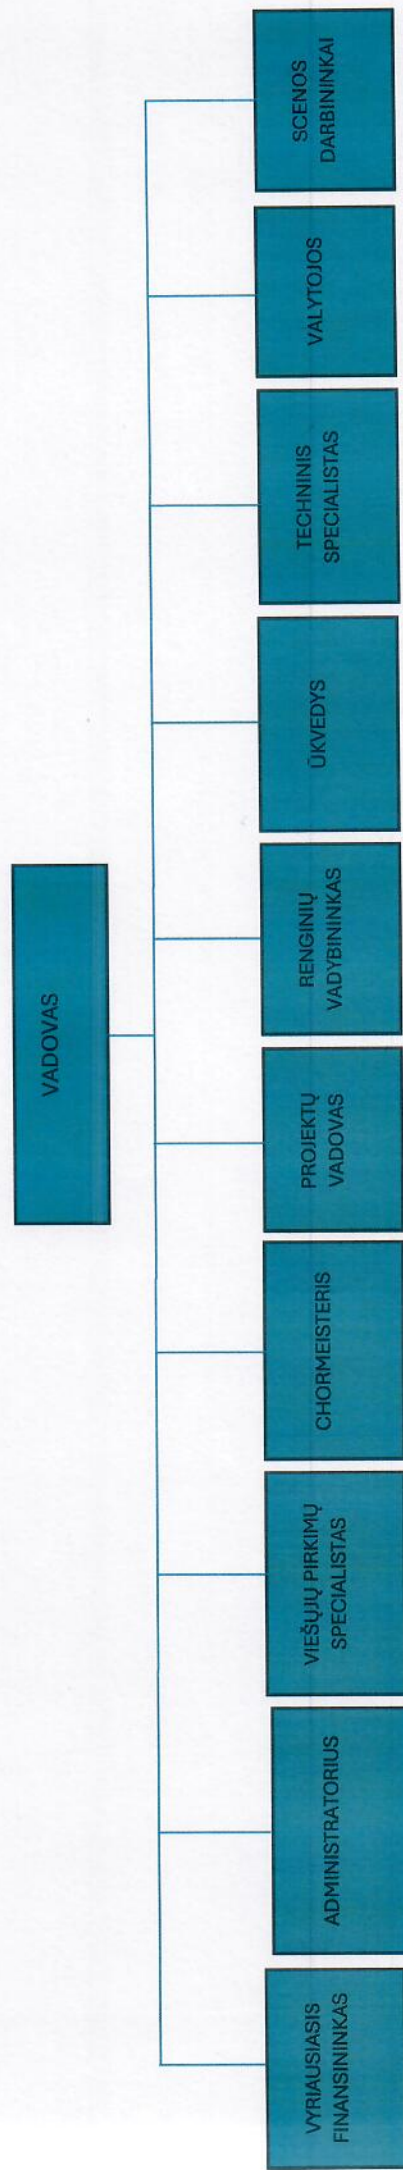 VADOVAS
VYRIAUSIASIS
FINANSININKAS
ADMINISTRATORIUS
VIEŠŲJŲ PIRKIMŲ
SPECIALISTAS
CHORMEISTERIS
PROJEKTŲ
VADOVAS
RENGINIŲ
VADYBININKAS
ŪKVEDYS
TECHNINIS
SPECIALISTAS
VALYTOJOS
SCENOS
DARBININKAI